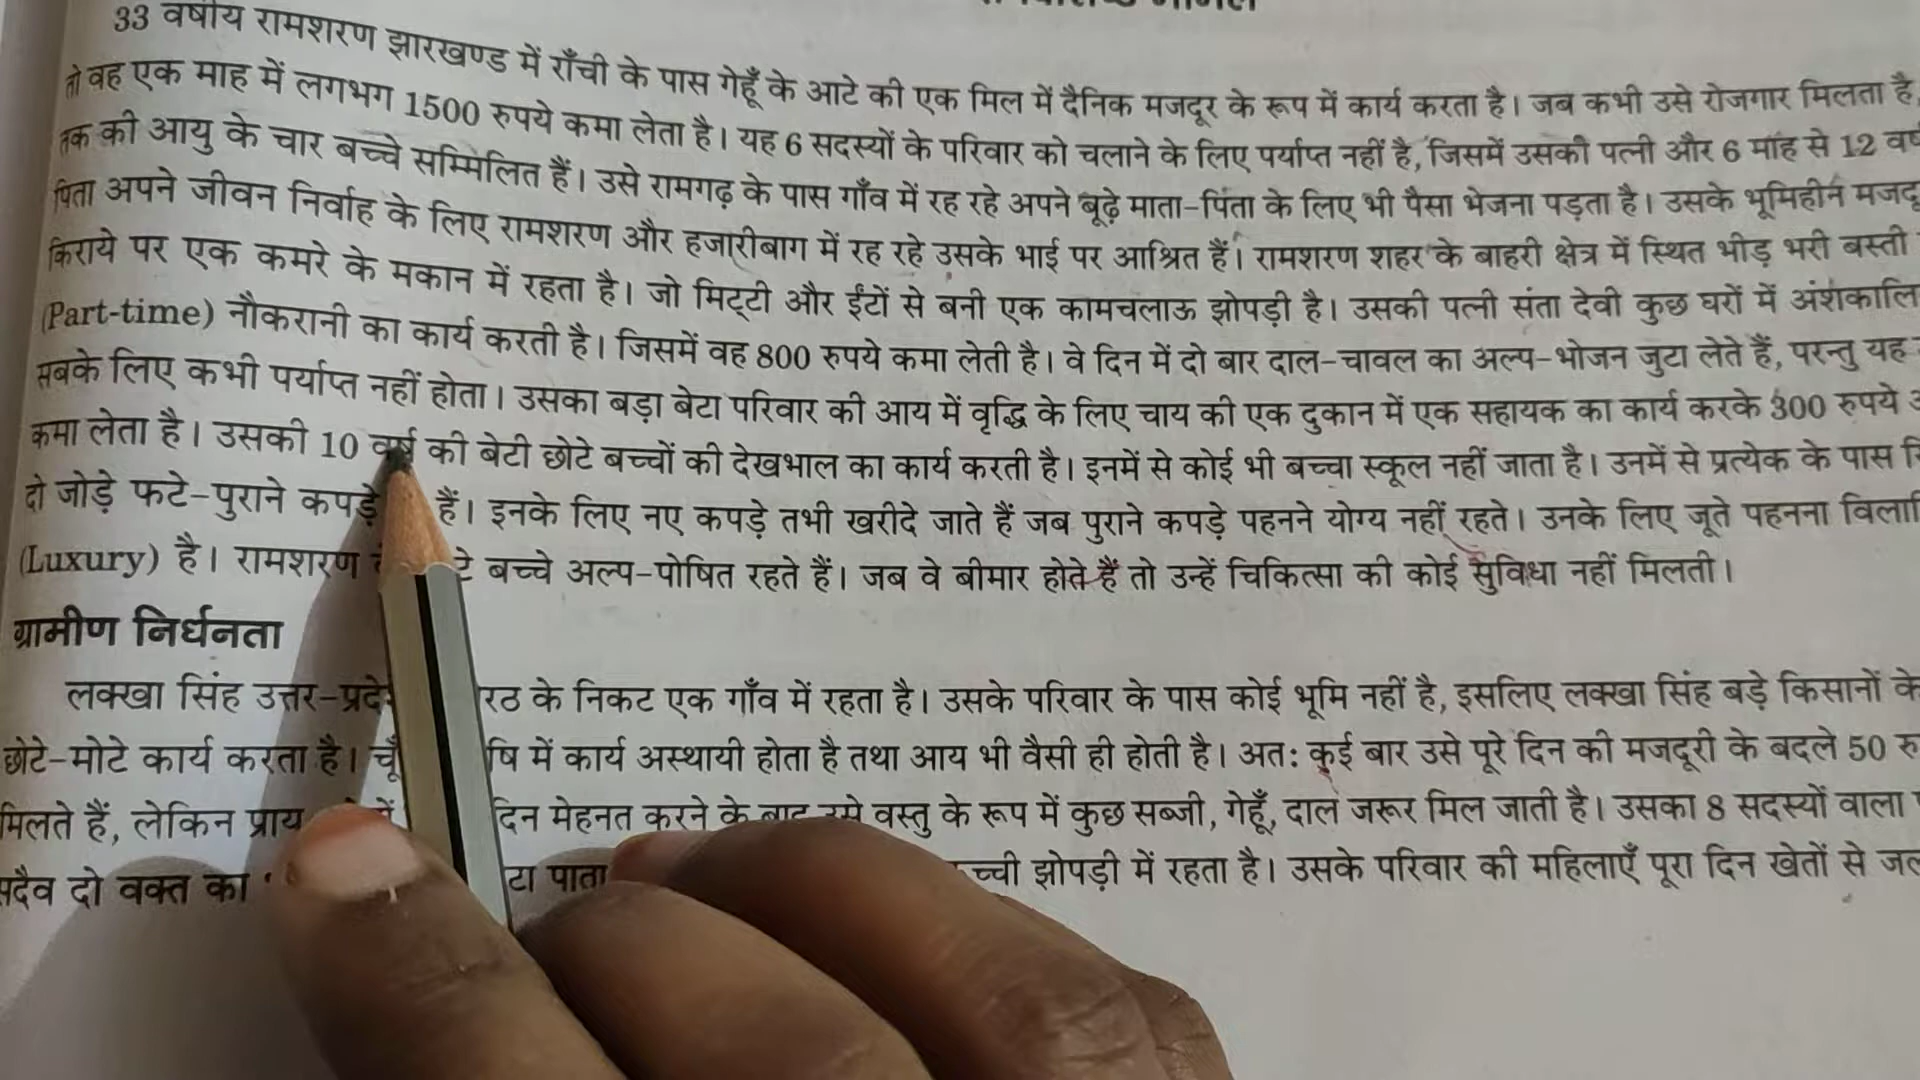 33 वर्षीय रामशरण झारखण्ड में राँची के पास गेहूँ के आटे की एक मिल में दैनिक मजदूर के रूप में कार्य करता है। जब कभी उसे रोजगार मिलता है,
तो वह एक माह में लगभग 1500 रुपये कमा लेता है। यह 6 सदस्यों के परिवार को चलाने के लिए पर्याप्त नहीं है, जिसमें उसकी पत्नी और 6 माह से 12
तक की आयु के चार बच्चे सम्मिलित हैं। उसे रामगढ़ के पास गाँव में रह रहे अपने बूढ़े माता-पिता के लिए भी पैसा भेजना पड़ता है। उसके भूमिहीन
पिता अपने जीवन निर्वाह के लिए रामशरण और हजारीबाग में रह रहे उसके भाई पर आश्रित हैं। रामशरण शहर के बाहरी क्षेत्र में स्थित भीड़ भरी बस्ती
किराये पर एक कमरे के मकान में रहता है। जो मिट्टी और ईंटों से बनी एक कामचलाऊ झोपड़ी है। उसकी पत्नी संता देवी कुछ घरों में
(Part-time) नौकरानी का कार्य करती है। जिसमें वह 800 रुपये कमा लेती है। वे दिन में दो बार दाल-चावल का अल्प-भोजन जुटा लेते हैं, परन्तु यह
सबके लिए कभी पर्याप्त नहीं होता। उसका बड़ा बेटा परिवार की आय में वृद्धि के लिए चाय की एक दुकान में एक सहायक का कार्य करके 300 रुपये
कमा लेता है। उसकी 10 वर्ष की बेटी छोटे बच्चों की देखभाल का कार्य करती है। इनमें से कोई भी बच्चा स्कूल नहीं जाता है। उनमें से प्रत्येक के पास
दो जोड़े फटे-पुराने कपड़े हैं। इनके लिए नए कपड़े तभी खरीदे जाते हैं जब पुराने कपड़े पहनने योग्य नहीं रहते। उनके लिए जूते पहनना
(Luxury) है। रामशरण बच्चे अल्प-पोषित रहते हैं। जब वे बीमार होते हैं तो उन्हें चिकित्सा की कोई सुविधा नहीं मिलती।
ग्रामीण निर्धनता
लक्खा सिंह के निकट एक गाँव में रहता है। उसके परिवार के पास कोई भूमि नहीं है, इसलिए लक्खा सिंह बड़े किसानों के
छोटे-मोटे कार्य करता है। में कार्य अस्थायी होता है तथा आय भी वैसी ही होती है। अतः कई बार उसे पूरे दिन की मजदूरी के बदले 50
मिलते हैं, लेकिन दिन मेहनत करने के बाद उसे वस्तु के रूप में कुछ सब्जी, गेहूँ, दाल जरूर मिल जाती है। उसका 8 सदस्यों वाला
सदैव दो वक्त का पाता झोपड़ी में रहता है। उसके परिवार की महिलाएँ पूरा दिन खेतों से